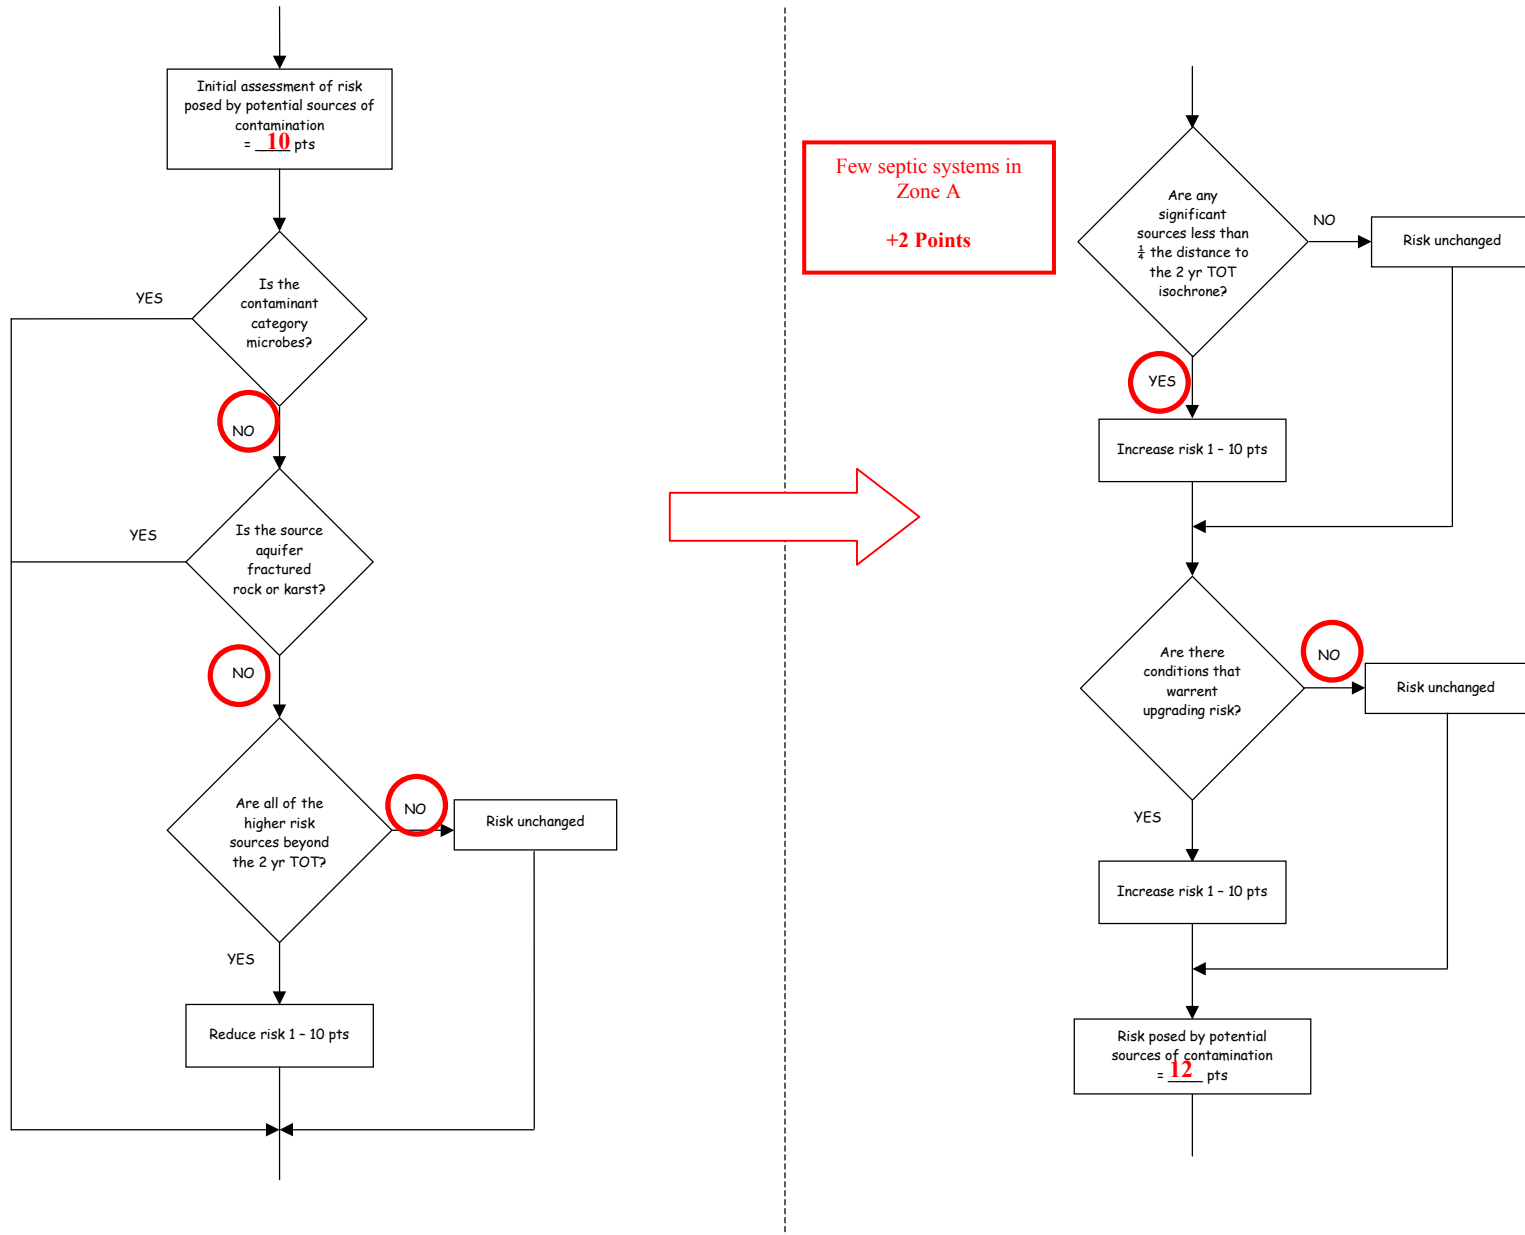 Initial assessment of risk
posed by potential sources of
contamination
= 10 pts
Is the
contaminant
category
microbes?
YES
NO
Is the source
aquifer
fractured
rock or karst?
YES
NO
Are all of the
higher risk
sources beyond
the 2 yr TOT?
NO
Risk unchanged
YES
Reduce risk 1 - 10 pts
Few septic systems in
Zone A
+2 Points
Are any
significant
sources less than
¼ the distance to
the 2 yr TOT
isochrone?
NO
Risk unchanged
YES
Increase risk 1 - 10 pts
Are there
conditions that
warrent
upgrading risk?
NO
Risk unchanged
YES
Increase risk 1 - 10 pts
Risk posed by potential
sources of contamination
= 12 pts